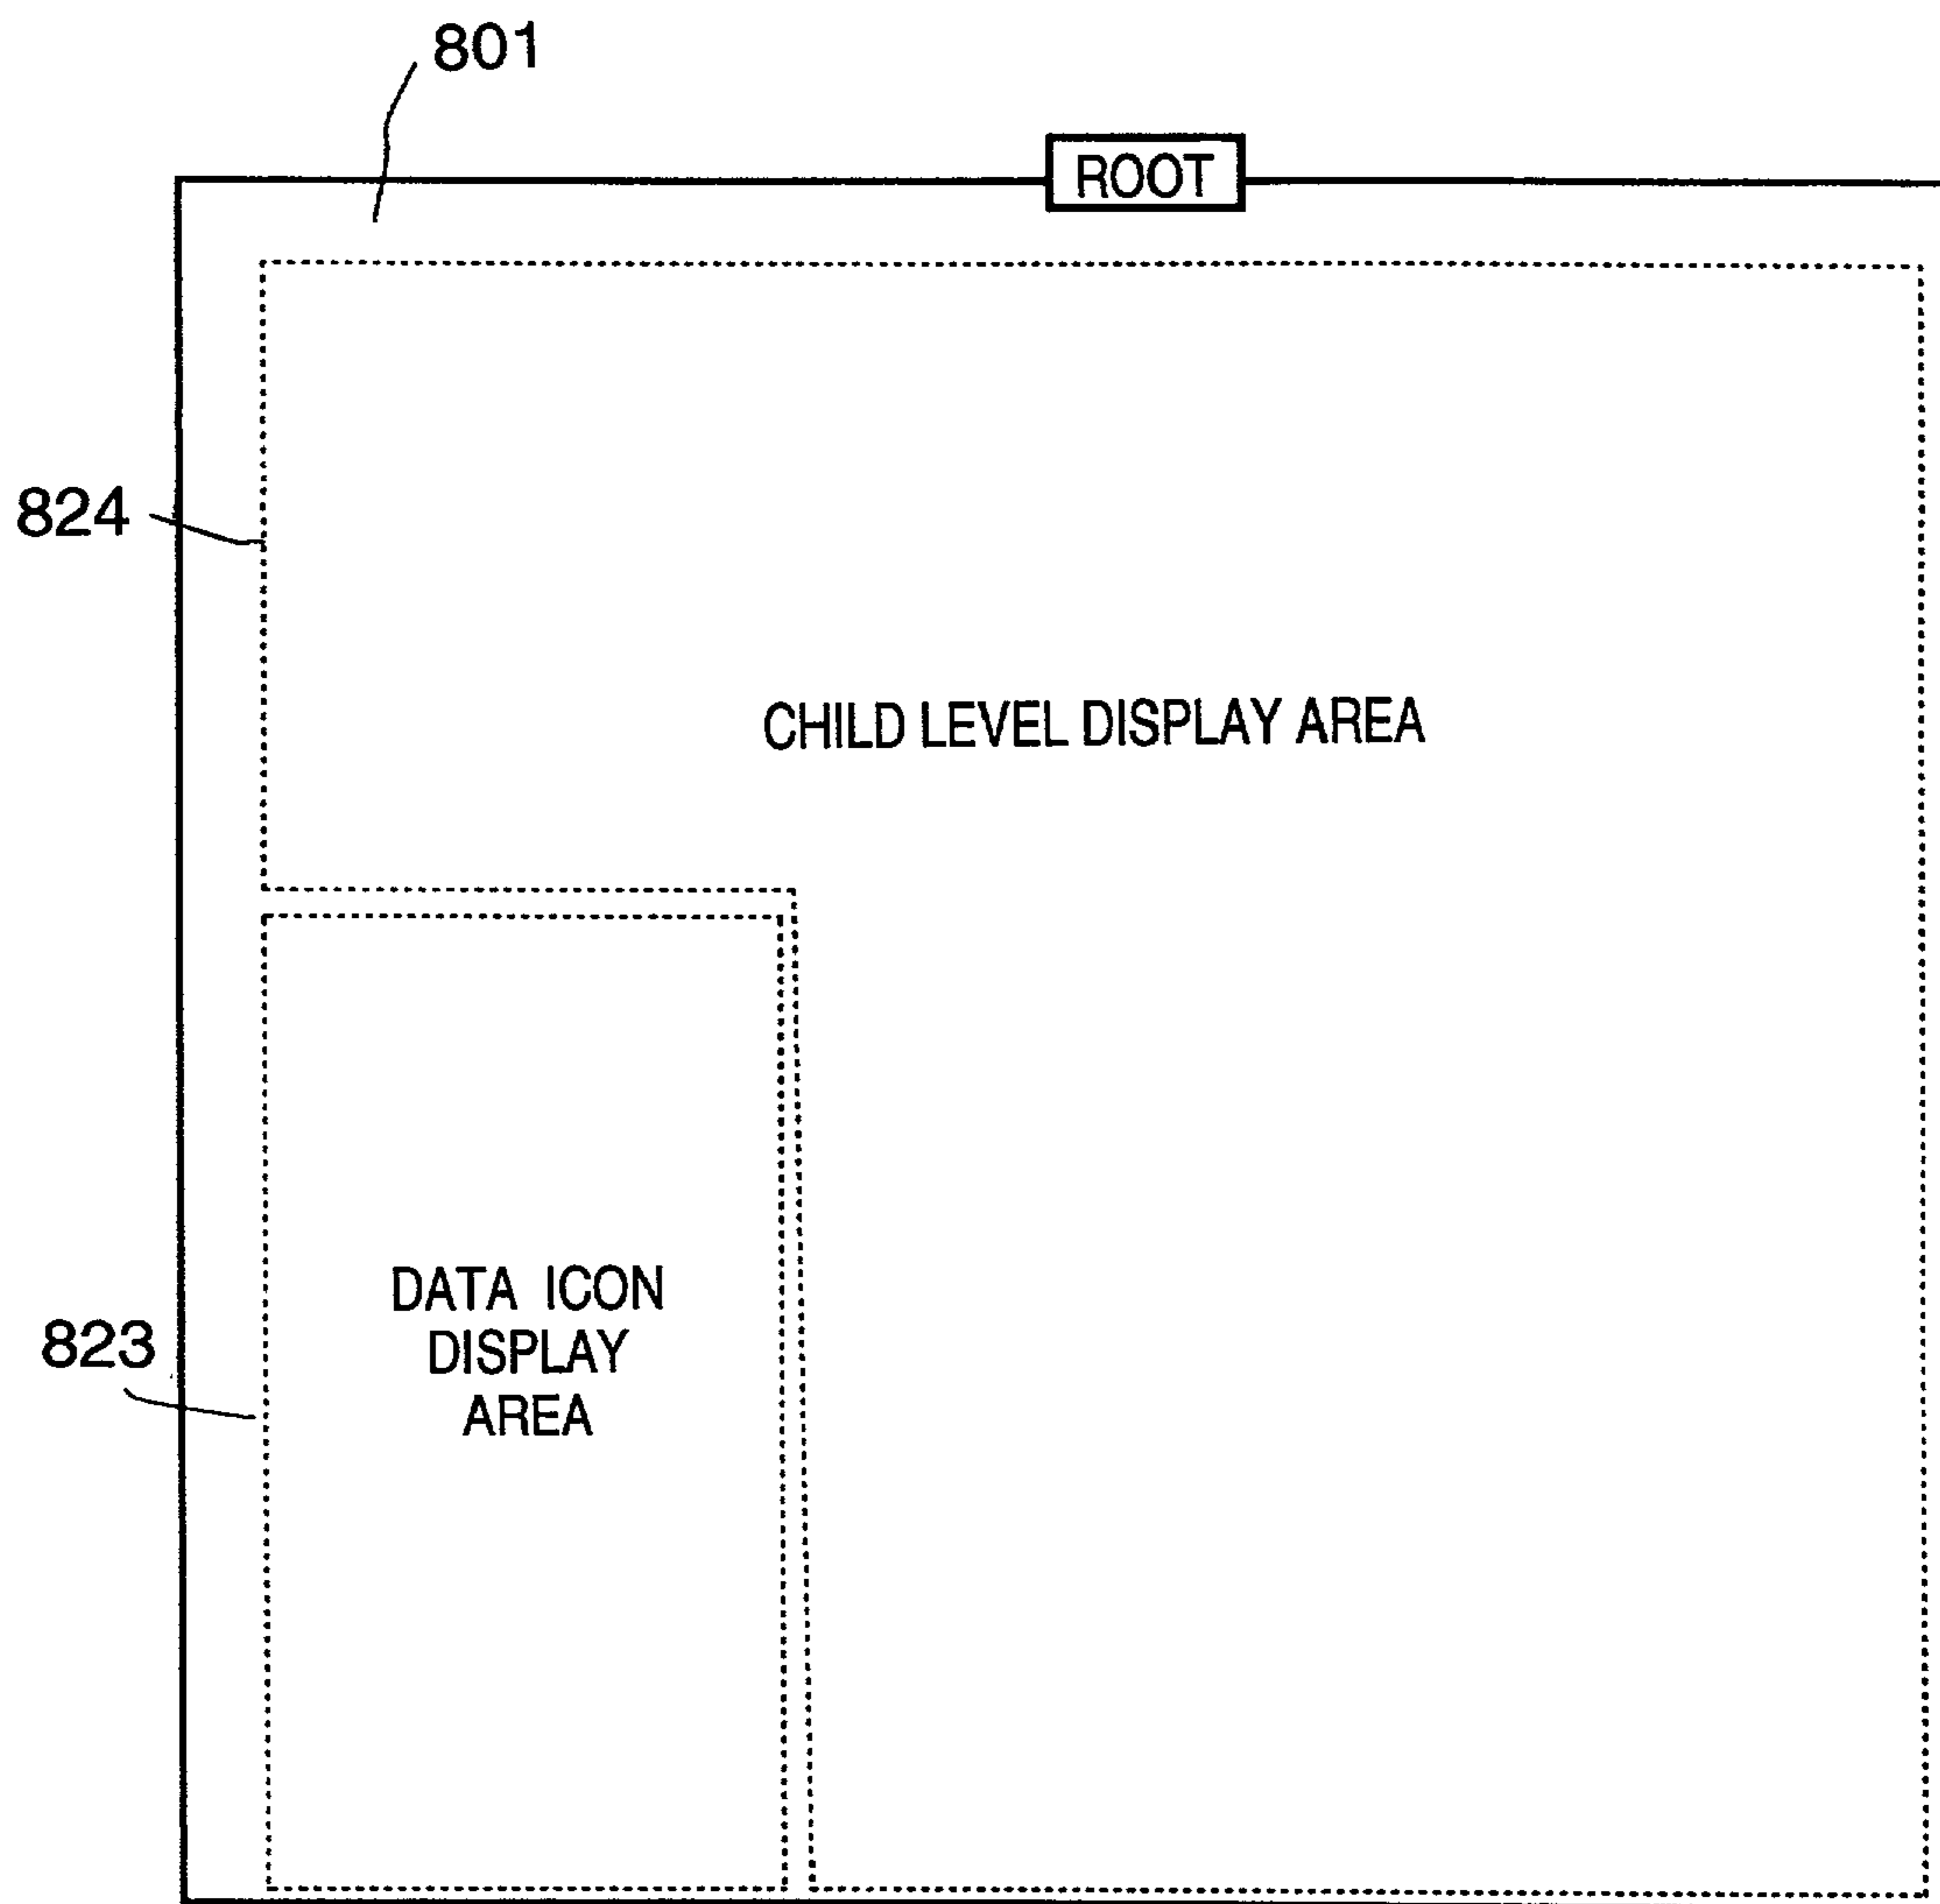 801
ROOT
824
CHILD LEVEL DISPLAY AREA
DATA ICON
DISPLAY
AREA
823